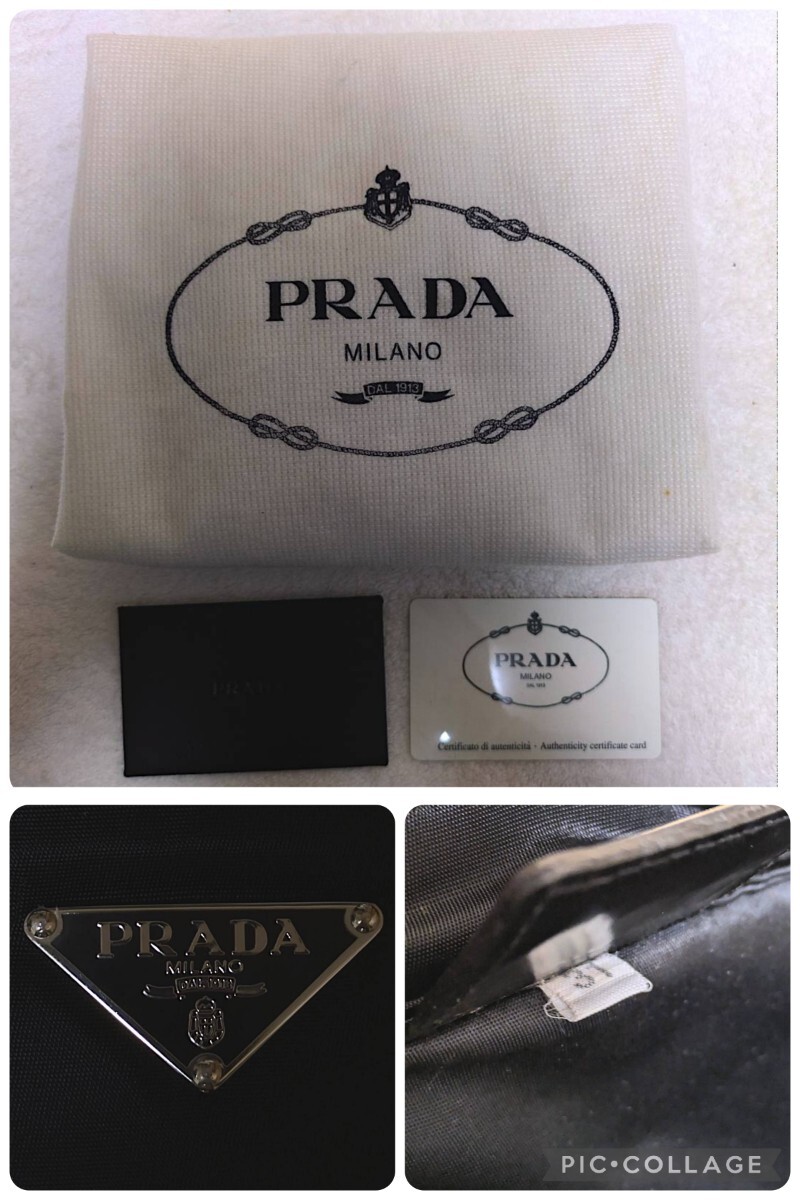 PRADA
MILANO
DAL 1913
PRADA
PRADA
MILANO
DAL 1913
Certificato di autenticità · Authenticity certificate card
PRADA
MILANO
DAL 1913
PIC•COLLAGE